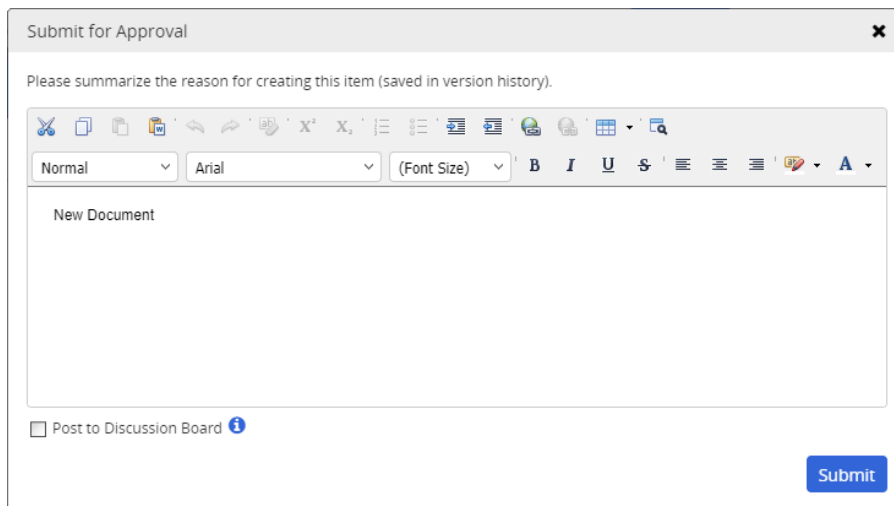 Submit for Approval
Please summarize the reason for creating this item (saved in version history).
Normal Arial (Font Size) B I U S A
New Document
Post to Discussion Board
Submit